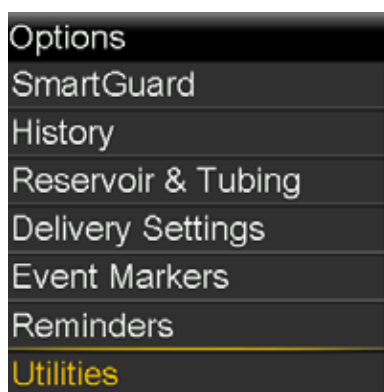 Options
SmartGuard
History
Reservoir & Tubing
Delivery Settings
Event Markers
Reminders
Utilities